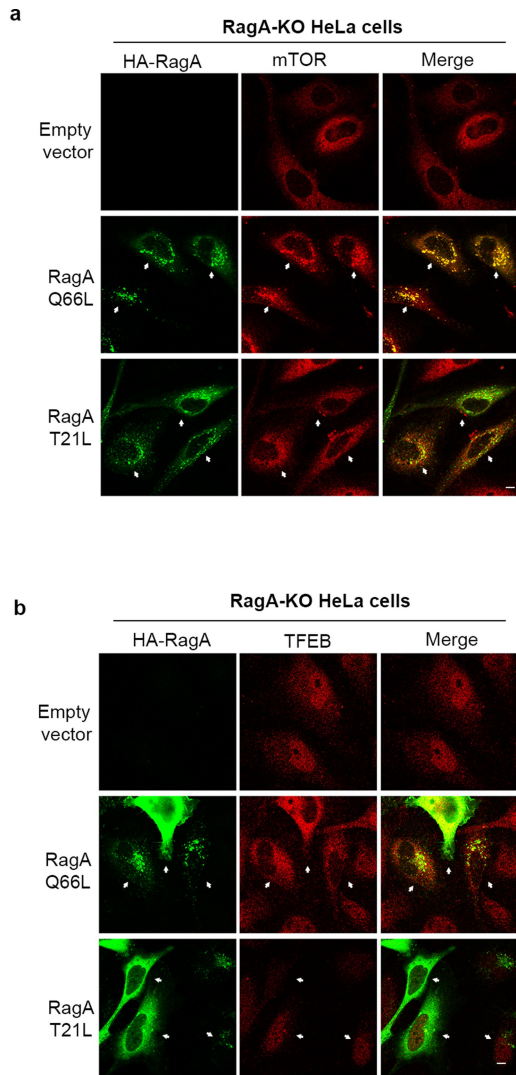 a
RagA-KO HeLa cells
HA-RagA mTOR Merge
Empty
vector
RagA
Q66L
RagA
T21L
b
RagA-KO HeLa cells
HA-RagA TFEB Merge
Empty
vector
RagA
Q66L
RagA
T21L